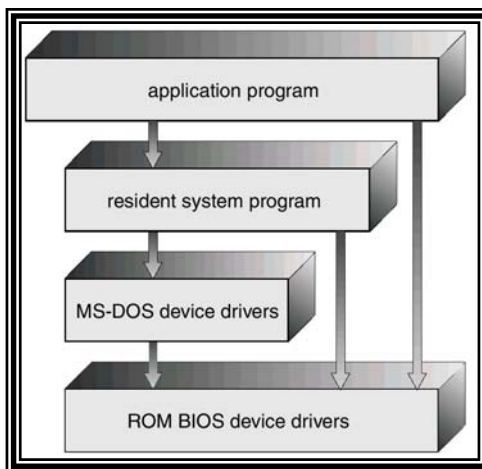 application program
resident system program
MS-DOS device drivers
ROM BIOS device drivers